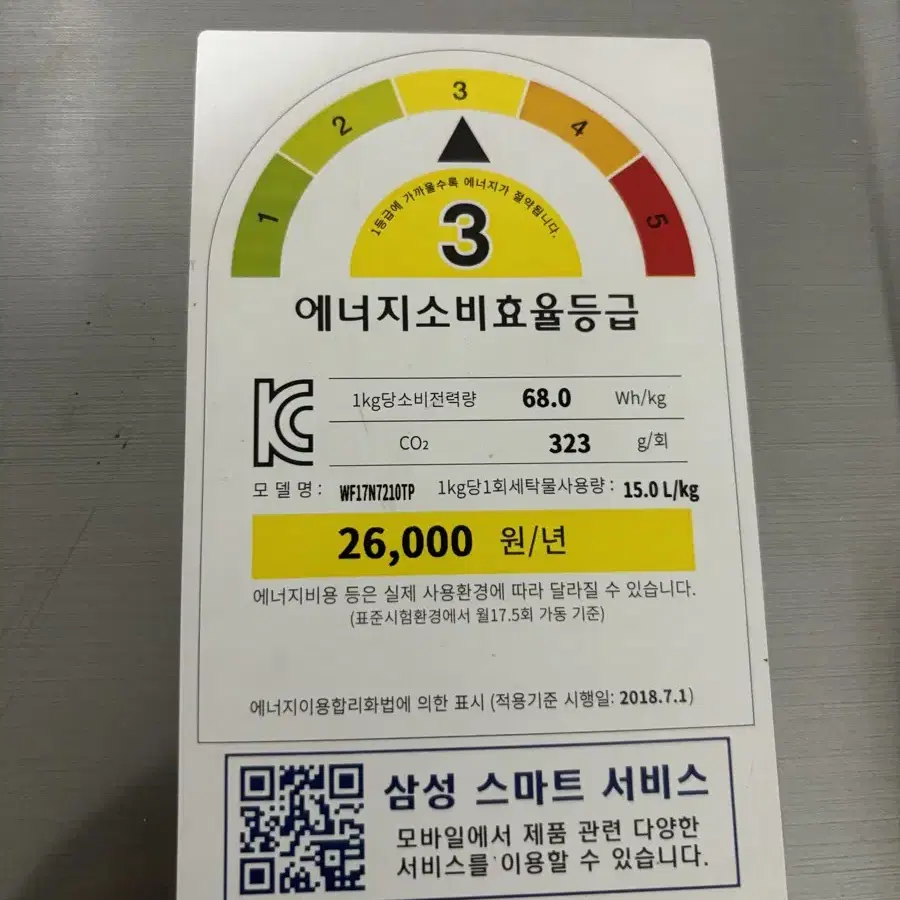 1 2 3 4 5
1등급에 가까울수록 에너지가 절약됩니다.
3
에너지소비효율등급
1kg당소비전력량 68.0 Wh/kg
CO₂ 323 g/회
모델명: WF17N7210TP 1kg당1회세탁물사용량: 15.0 L/kg
26,000 원/년
에너지비용 등은 실제 사용환경에 따라 달라질 수 있습니다.
(표준시험환경에서 월17.5회 가동 기준)
에너지이용합리화법에 의한 표시 (적용기준 시행일: 2018.7.1)
삼성 스마트 서비스
모바일에서 제품 관련 다양한
서비스를 이용할 수 있습니다.